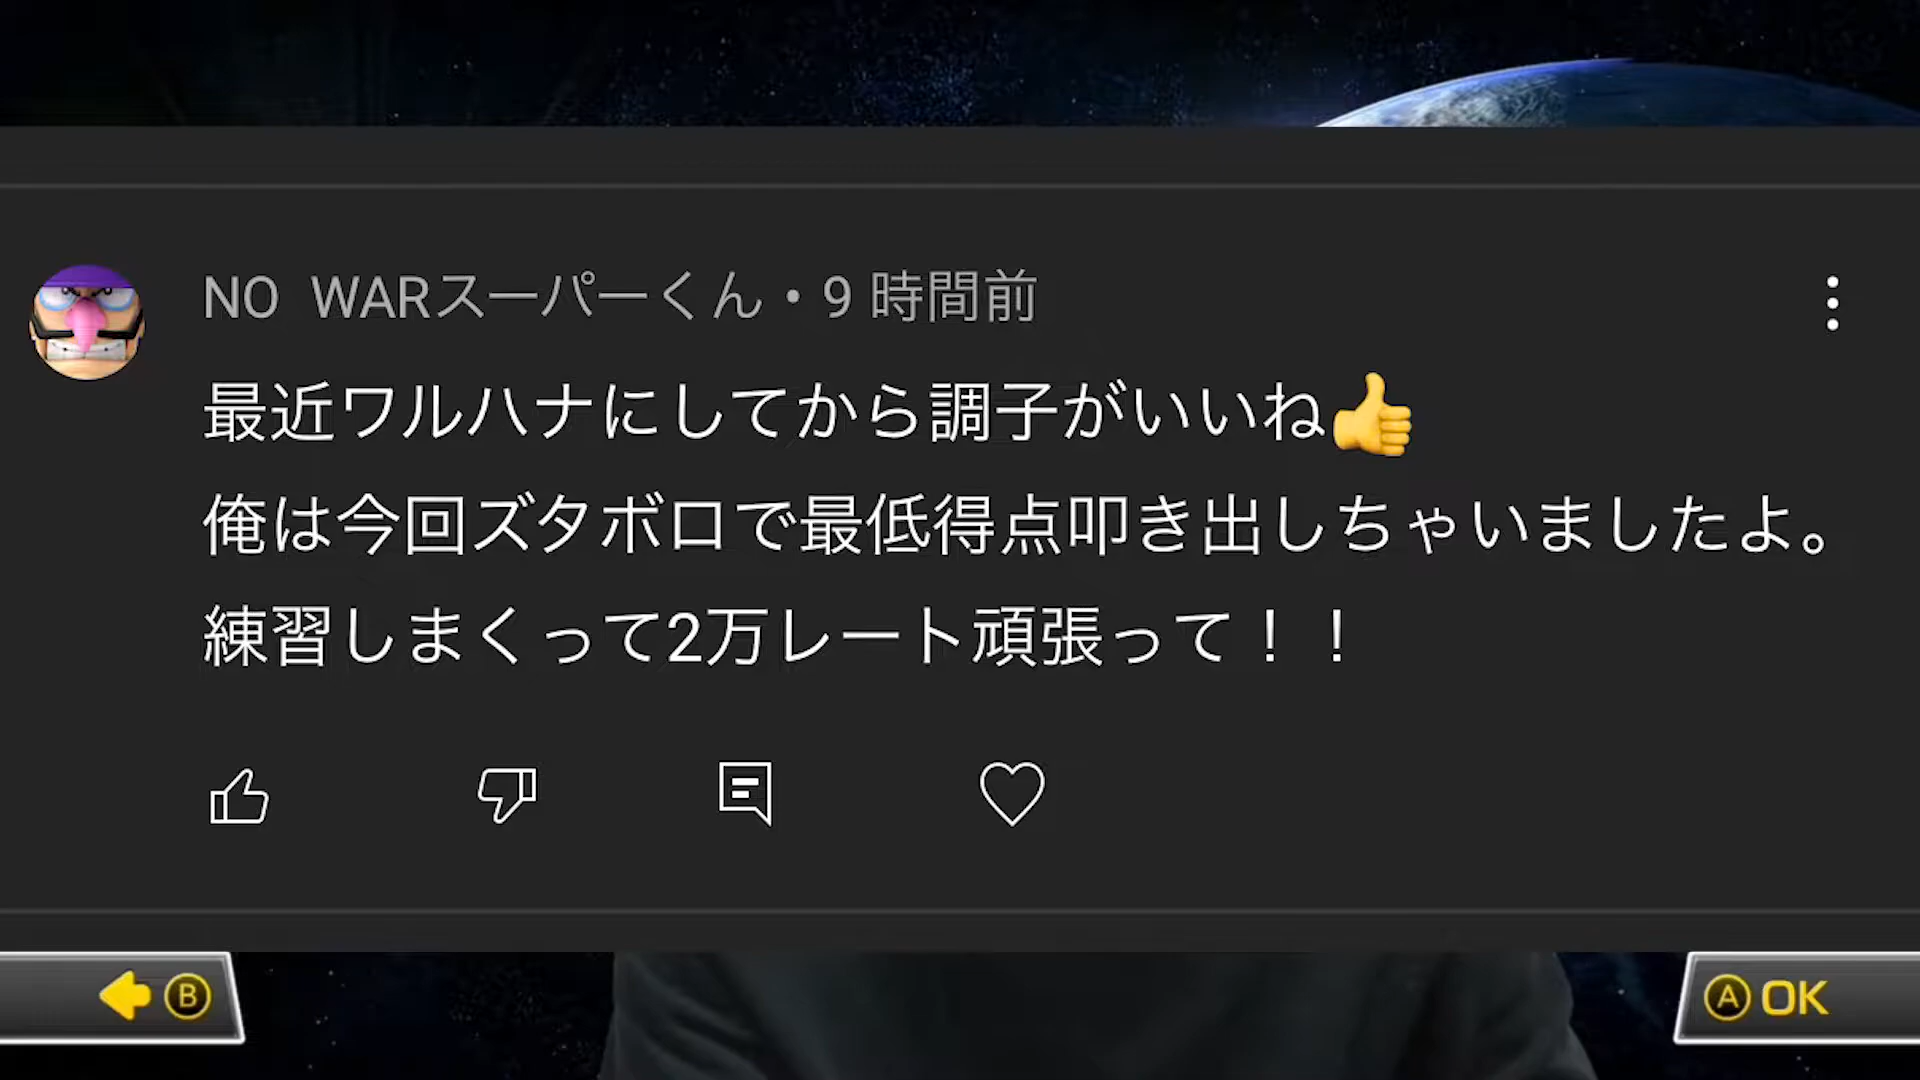 NO WARスーパーくん・9 時間前
最近ワルハナにしてから調子がいいね👍
俺は今回ズタボロで最低得点叩き出しちゃいましたよ。
練習しまくって2万レート頑張って！！
B
A OK